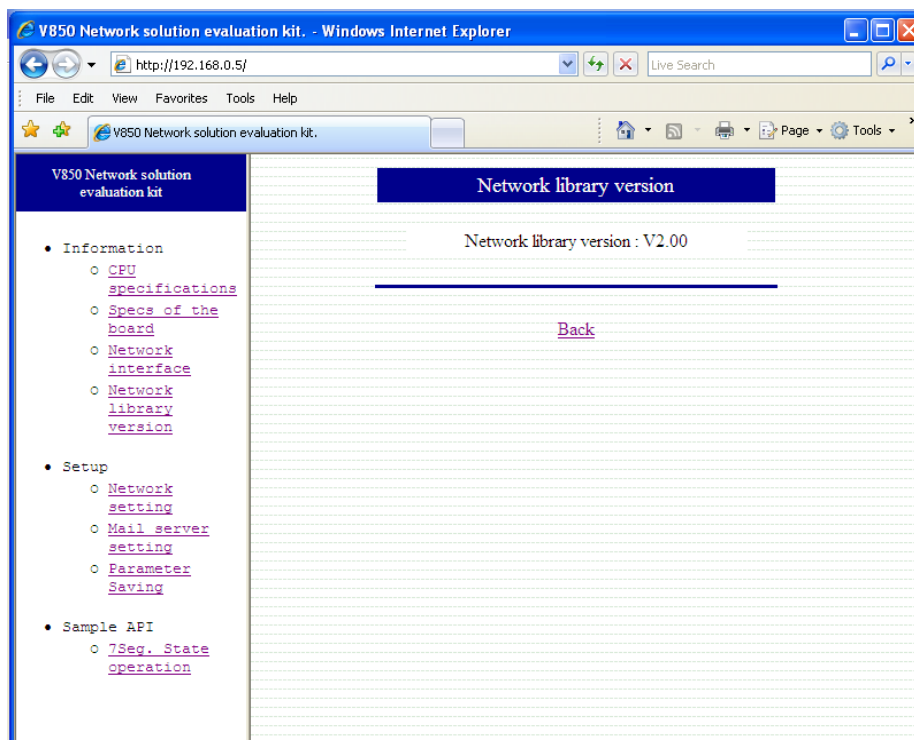 V850 Network solution evaluation kit. - Windows Internet Explorer
http://192.168.0.5/
Live Search
File Edit View Favorites Tools Help
V850 Network solution evaluation kit.
Page Tools
V850 Network solution
evaluation kit
Information
CPU
specifications
Specs of the
board
Network
interface
Network
library
version
Setup
Network
setting
Mail server
setting
Parameter
Saving
Sample API
7Seg. State
operation
Network library version
Network library version : V2.00
Back